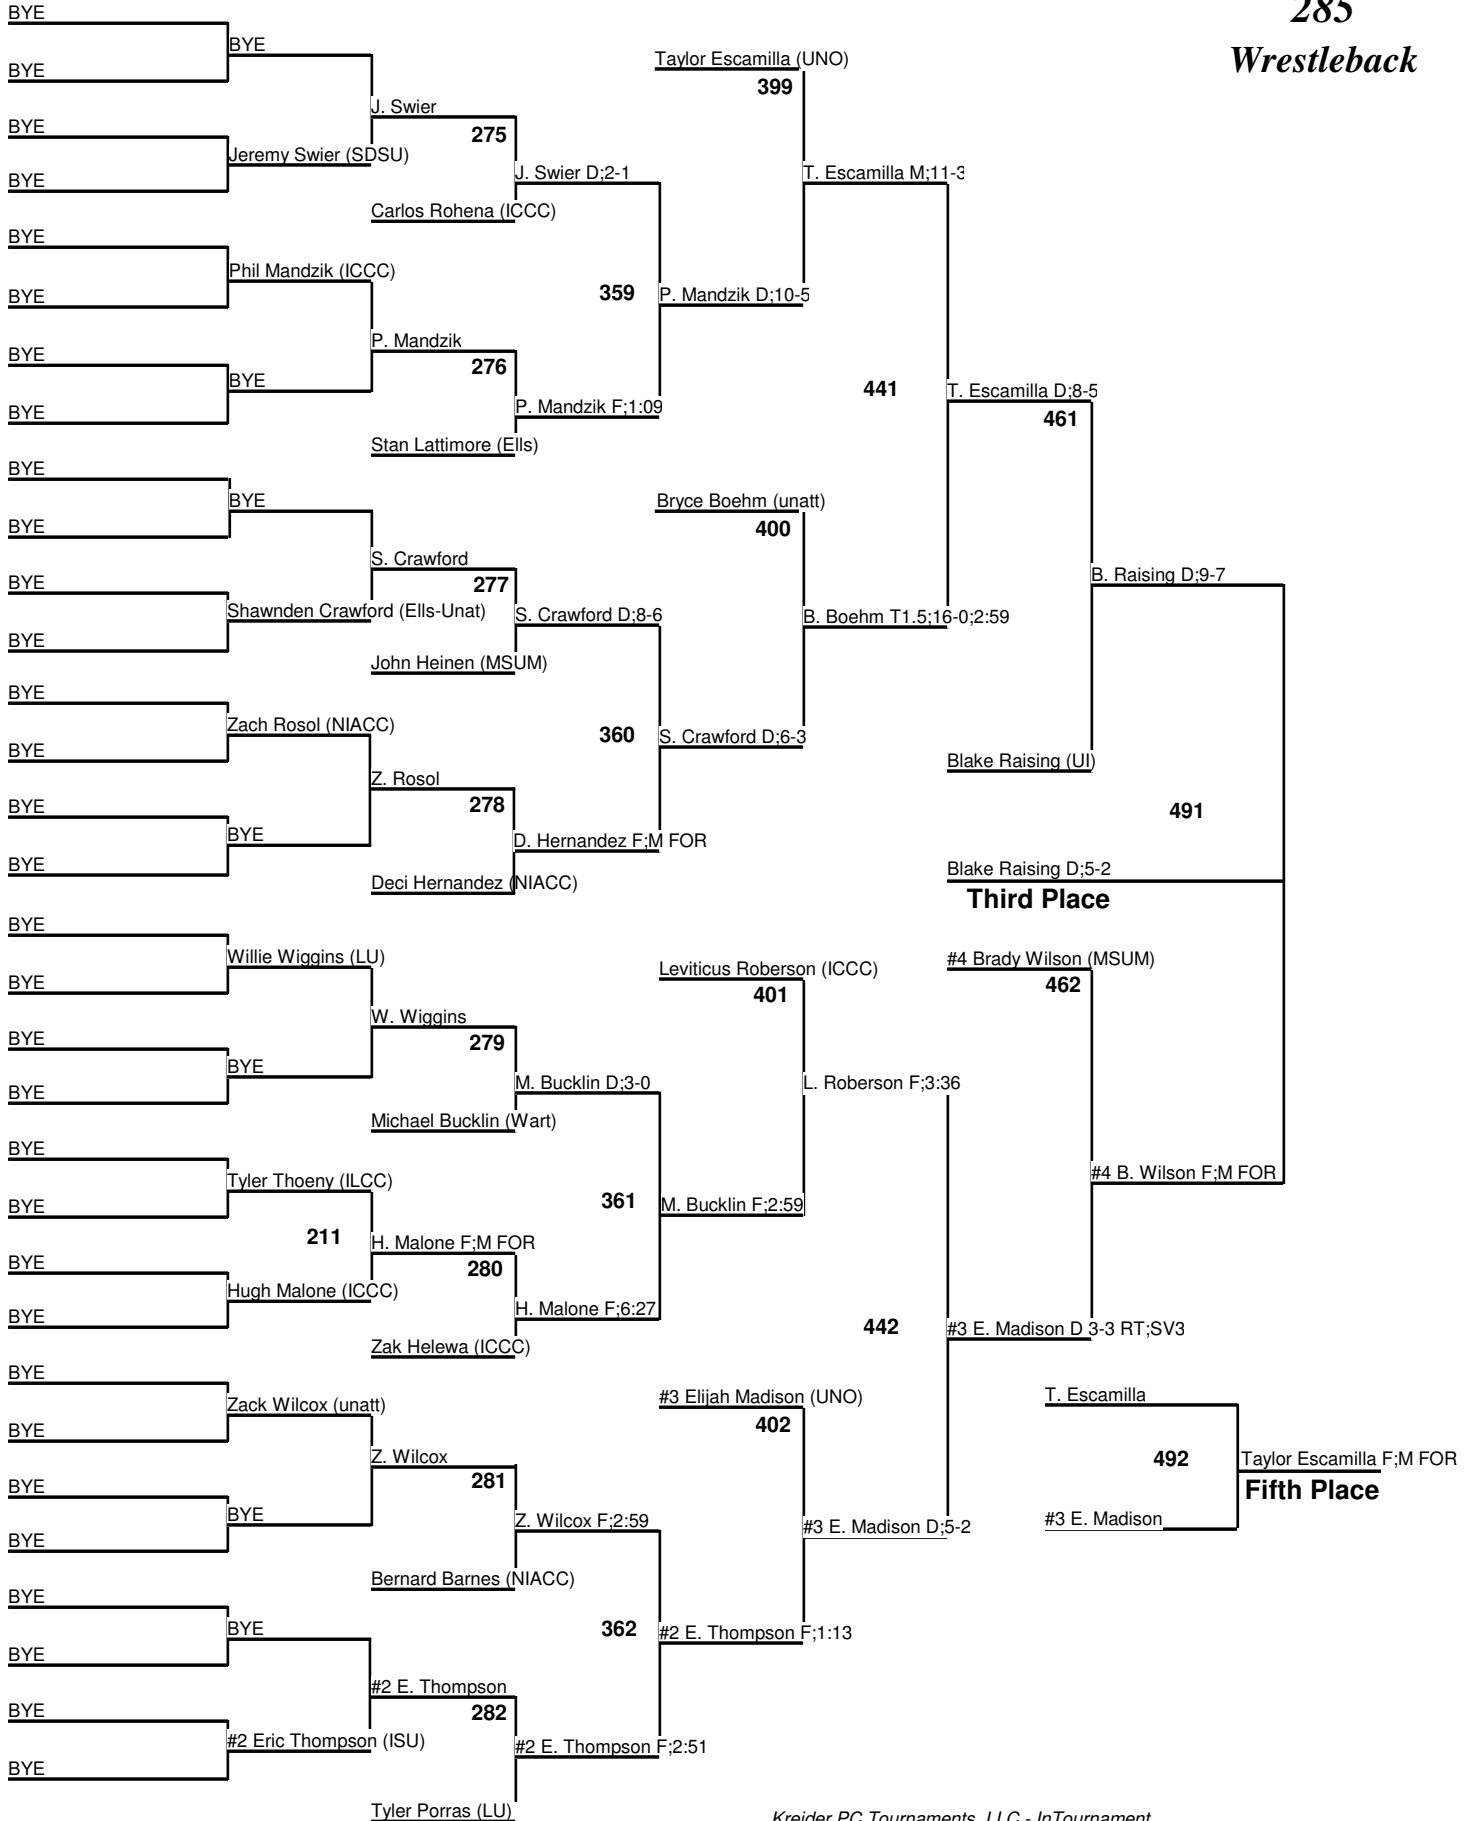 285
Wrestleback
BYE
BYE
BYE
Taylor Escamilla (UNO)
399
J. Swier
275
BYE
Jeremy Swier (SDSU)
BYE
J. Swier D;2-1
T. Escamilla M;11-3
Carlos Rohena (ICCC)
BYE
Phil Mandzik (ICCC)
BYE
359
P. Mandzik D;10-5
P. Mandzik
276
BYE
BYE
BYE
P. Mandzik F;1:09
441
T. Escamilla D;8-5
461
Stan Lattimore (Ells)
BYE
BYE
BYE
Bryce Boehm (unatt)
400
S. Crawford
277
BYE
Shawnden Crawford (Ells-Unat)
BYE
S. Crawford D;8-6
B. Boehm T1.5;16-0;2:59
B. Raising D;9-7
John Heinen (MSUM)
BYE
Zach Rosol (NIACC)
BYE
360
S. Crawford D;6-3
Blake Raising (UI)
Z. Rosol
278
491
BYE
BYE
BYE
D. Hernandez F;M FOR
Deci Hernandez (NIACC)
Blake Raising D;5-2
Third Place
BYE
Willie Wiggins (LU)
BYE
Leviticus Roberson (ICCC)
401
#4 Brady Wilson (MSUM)
462
W. Wiggins
279
BYE
BYE
BYE
M. Bucklin D;3-0
L. Roberson F;3:36
Michael Bucklin (Wart)
BYE
Tyler Thoeny (ILCC)
BYE
361
M. Bucklin F;2:59
#4 B. Wilson F;M FOR
211
H. Malone F;M FOR
280
BYE
Hugh Malone (ICCC)
BYE
H. Malone F;6:27
442
#3 E. Madison D 3-3 RT;SV3
Zak Helewa (ICCC)
BYE
Zack Wilcox (unatt)
BYE
#3 Elijah Madison (UNO)
402
T. Escamilla
492
Taylor Escamilla F;M FOR
Fifth Place
#3 E. Madison
Z. Wilcox
281
BYE
BYE
BYE
Z. Wilcox F;2:59
#3 E. Madison D;5-2
Bernard Barnes (NIACC)
BYE
BYE
BYE
362
#2 E. Thompson F;1:13
#2 E. Thompson
282
BYE
#2 Eric Thompson (ISU)
BYE
#2 E. Thompson F;2:51
Tyler Porras (LU)
Kreider PC Tournaments, LLC - InTournament